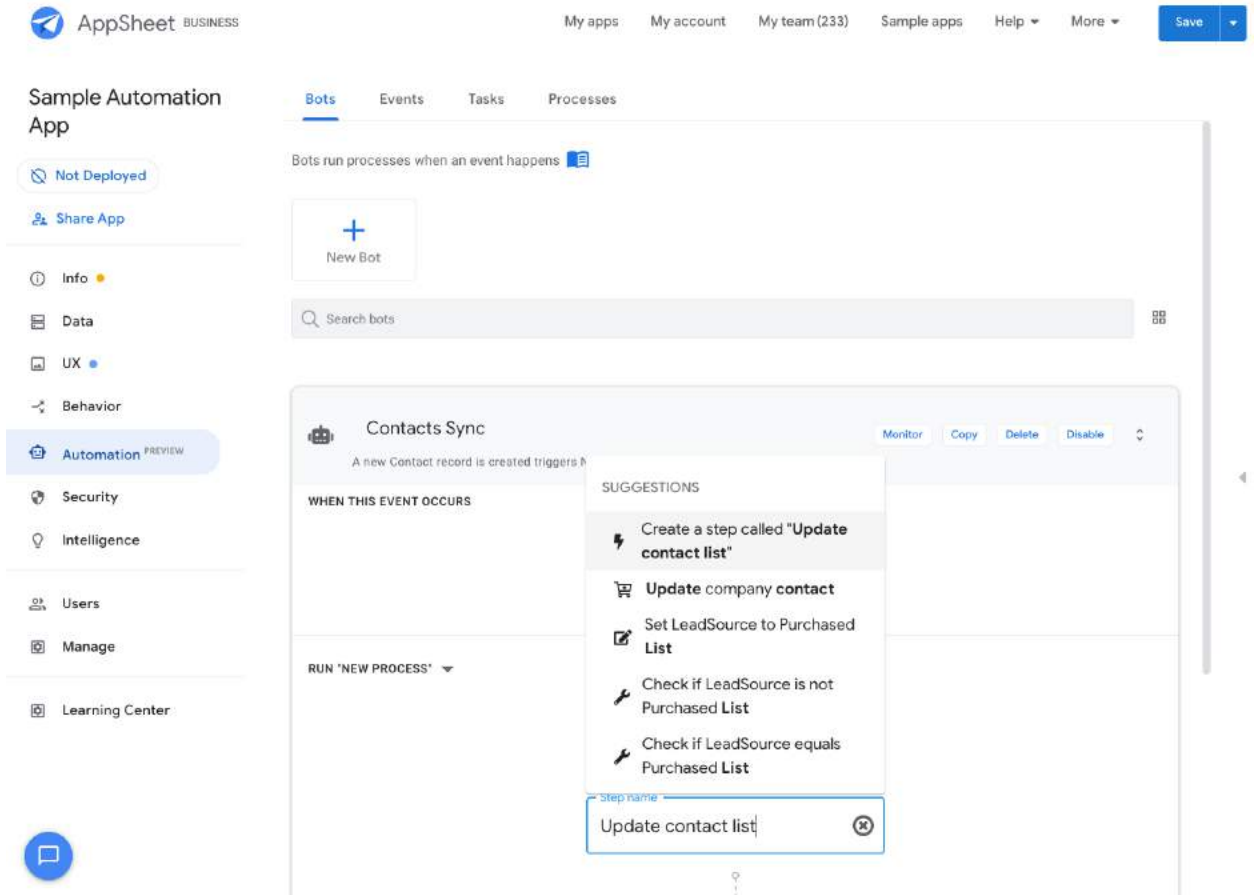 AppSheet BUSINESS
My apps My account My team (233) Sample apps Help More Save
Sample Automation
App
Not Deployed
Share App
Info
Data
UX
Behavior
Automation PREVIEW
Security
Intelligence
Users
Manage
Learning Center
Bots Events Tasks Processes
Bots run processes when an event happens
New Bot
Search bots
Contacts Sync
Monitor Copy Delete Disable
A new Contact record is created triggers N
WHEN THIS EVENT OCCURS
SUGGESTIONS
Create a step called "Update
contact list"
Update company contact
Set LeadSource to Purchased
List
Check if LeadSource is not
Purchased List
Check if LeadSource equals
Purchased List
RUN "NEW PROCESS"
Step name
Update contact list